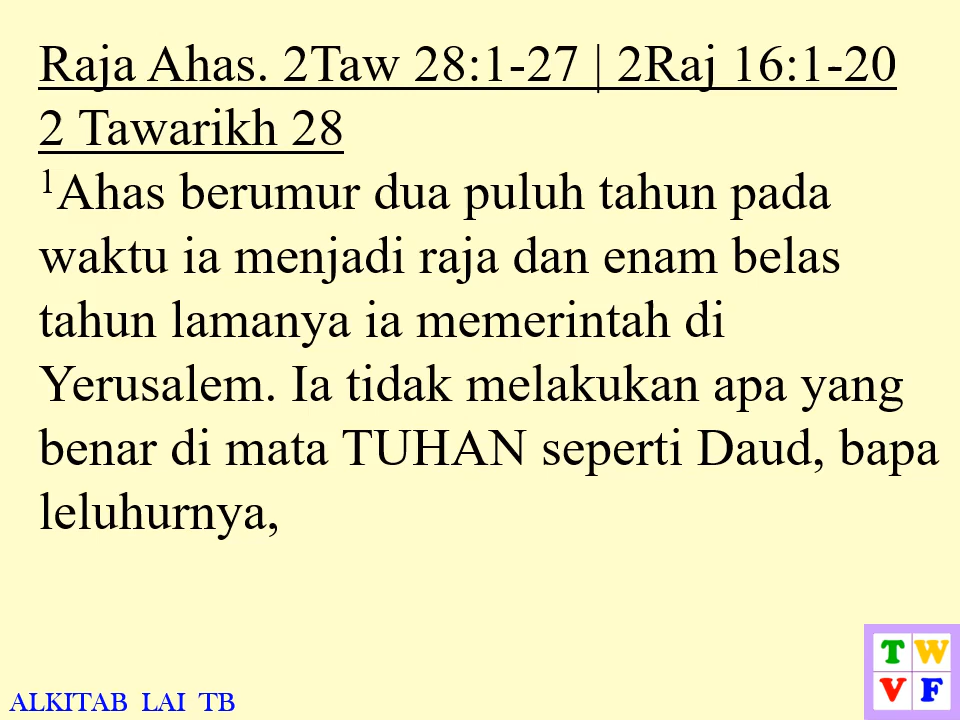 Raja Ahas. 2Taw 28:1-27 | 2Raj 16:1-20
2 Tawarikh 28
1Ahas berumur dua puluh tahun pada
waktu ia menjadi raja dan enam belas
tahun lamanya ia memerintah di
Yerusalem. Ia tidak melakukan apa yang
benar di mata TUHAN seperti Daud, bapa
leluhurnya,
T W
V F
ALKITAB LAI TB